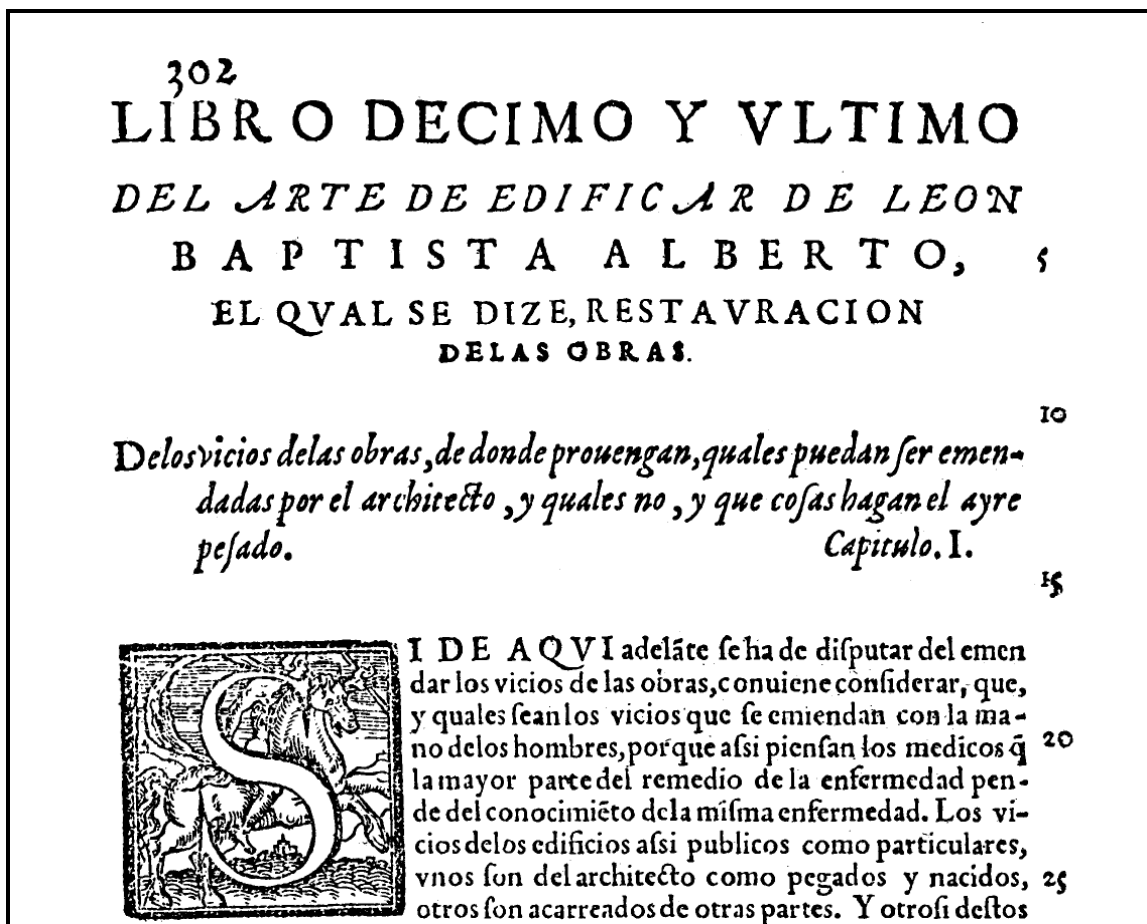 302
LIBRO DECIMO Y VLTIMO
DEL ARTE DE EDIFICAR DE LEON
BAPTISTA ALBERTO, 5
EL QVAL SE DIZE, RESTAVRACION
DELAS OBRAS.
10
Delos vicios delas obras, de donde prouengan, quales puedan ſer emen-
dadas por el architecto, y quales no, y que coſas hagan el ayre
peſado. Capitulo. I.
15
SI DE AQVI adelãte ſe ha de diſputar del emen
dar los vicios de las obras, conuiene conſiderar, que,
y quales ſean los vicios que ſe emiendan con la ma-
no delos hombres, porque aſsi pienſan los medicos q̃ 20
la mayor parte del remedio de la enfermedad pen-
de del conocimiẽto dela miſma enfermedad. Los vi-
cios delos edificios aſsi publicos como particulares,
vnos ſon del architecto como pegados y nacidos, 25
otros ſon acarreados de otras partes. Y otroſi deſtos